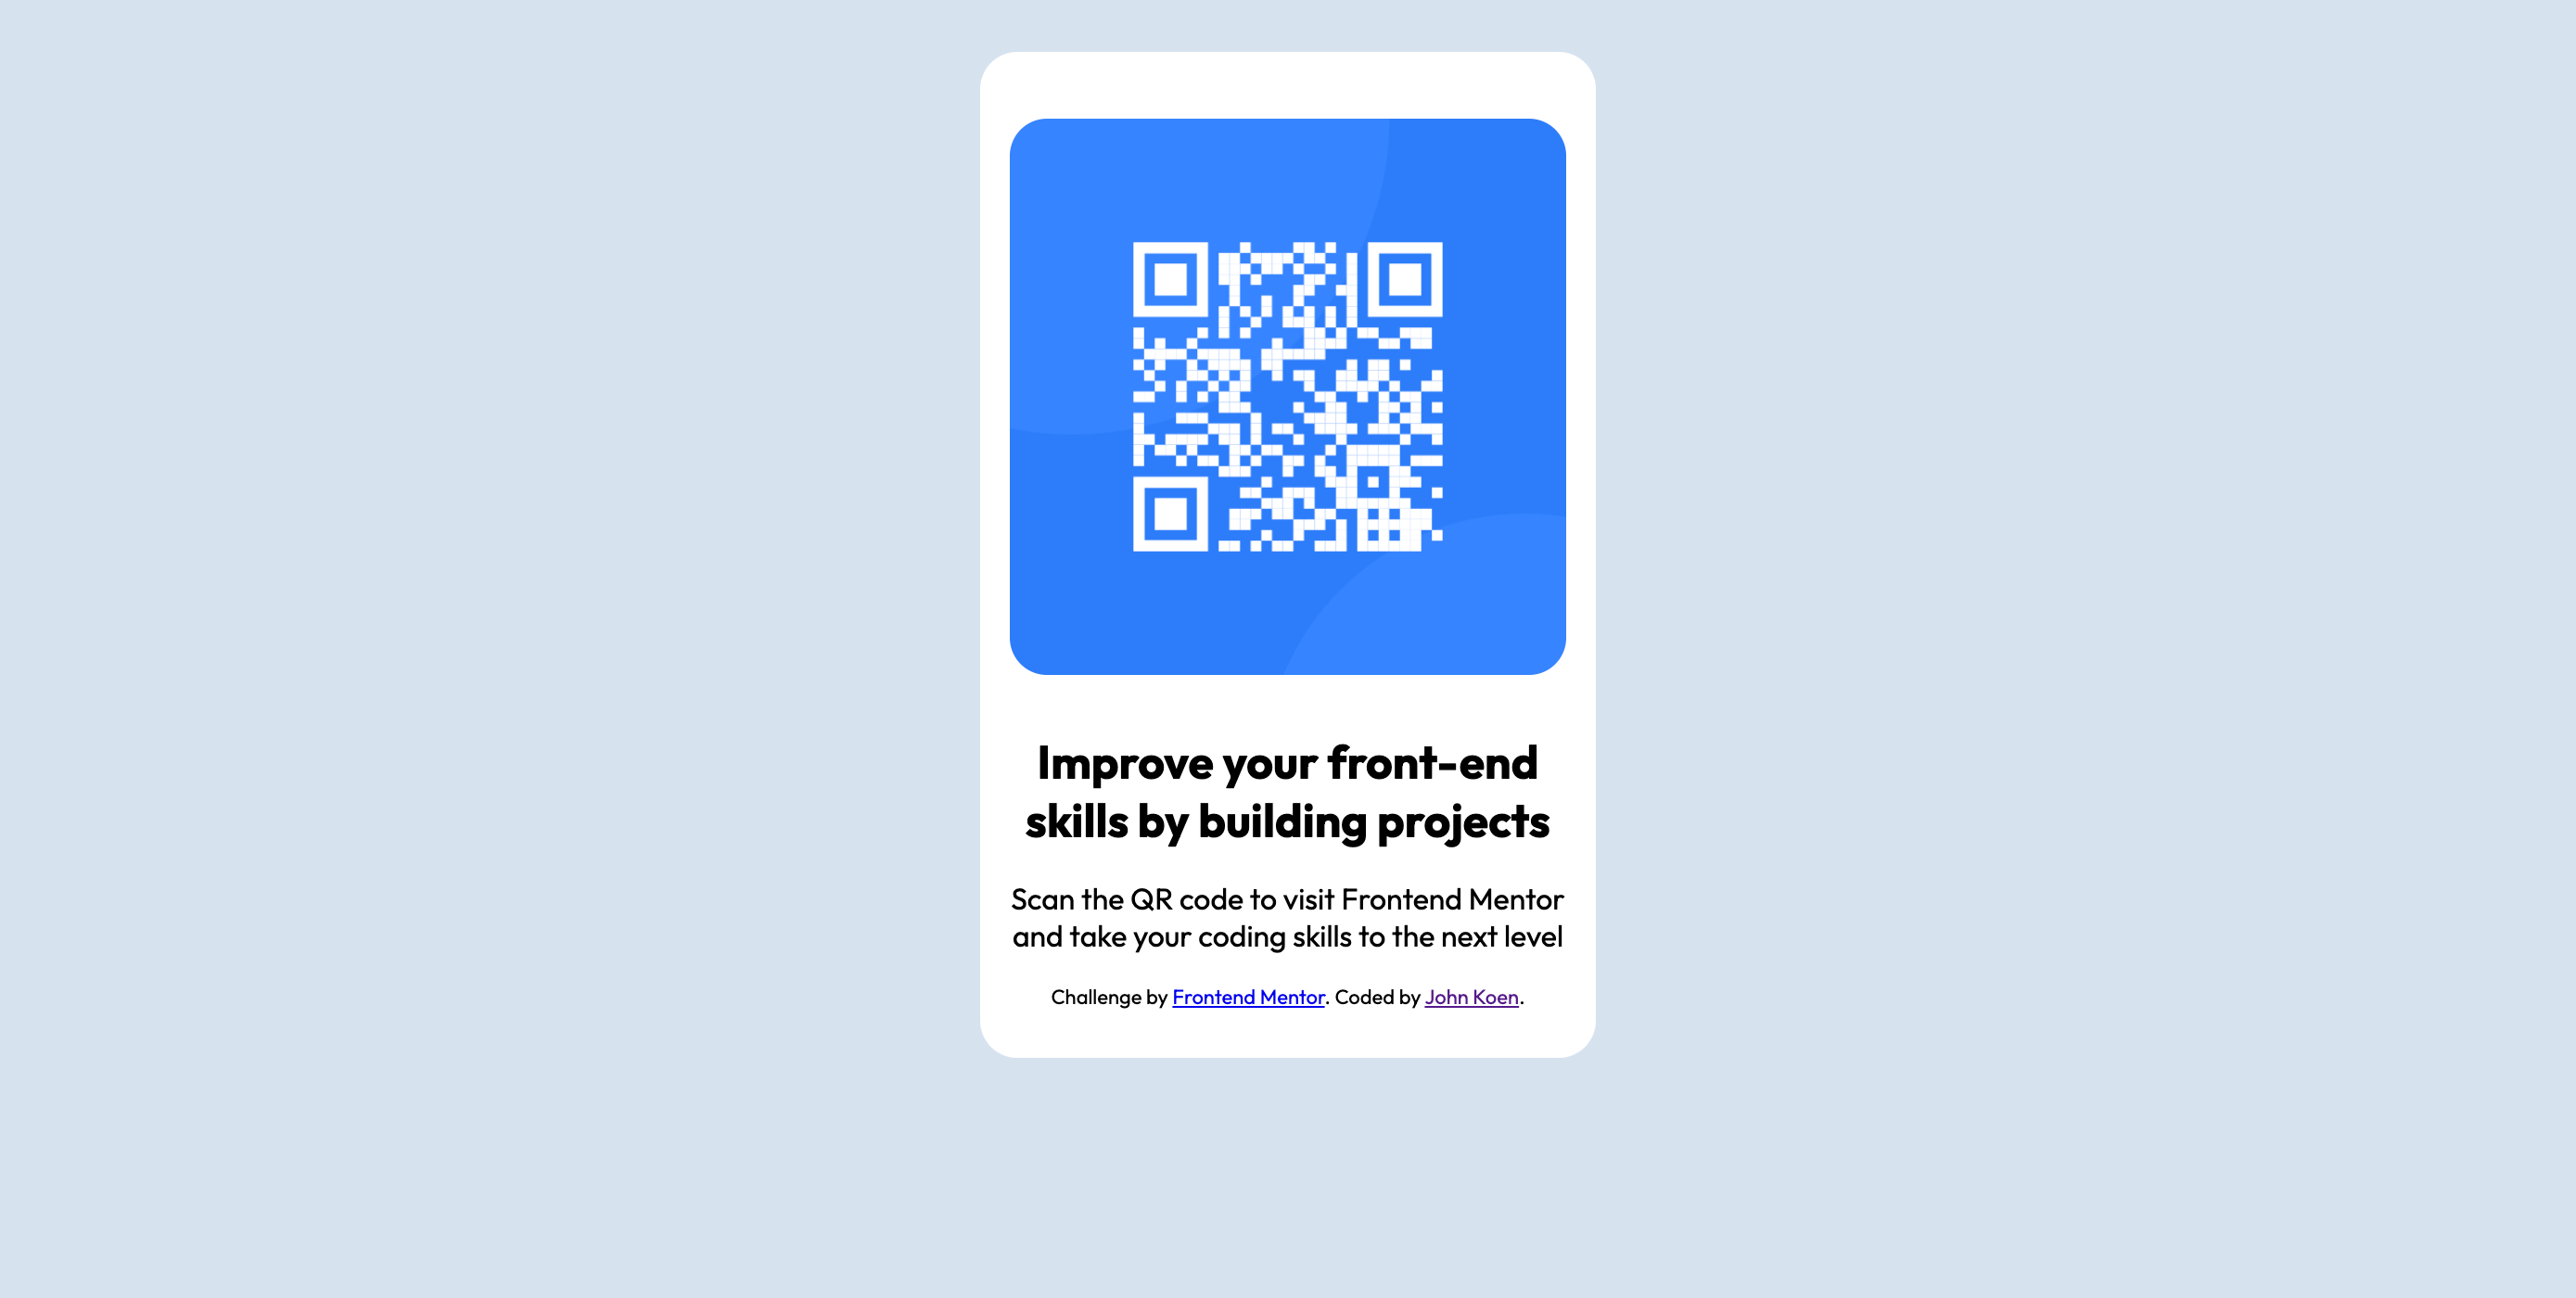 Improve your front-end
skills by building projects
Scan the QR code to visit Frontend Mentor
and take your coding skills to the next level
Challenge by Frontend Mentor. Coded by John Koen.